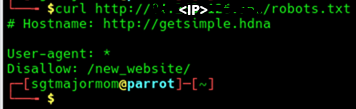 $curl http://<IP>/robots.txt
# Hostname: http://getsimple.hdna
User-agent: *
Disallow: /new_website/
[sgtmajormom@parrot]-[~]
$